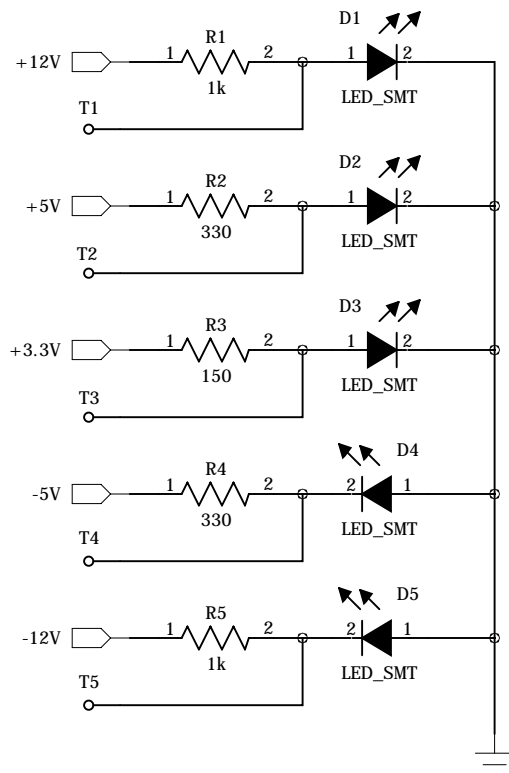 D1
R1
+12V 1 2 1 2
1k LED_SMT
T1
D2
R2
+5V 1 2 1 2
330 LED_SMT
T2
D3
R3
+3.3V 1 2 1 2
150 LED_SMT
T3
D4
R4
-5V 1 2 2 1
330 LED_SMT
T4
D5
R5
-12V 1 2 2 1
1k LED_SMT
T5